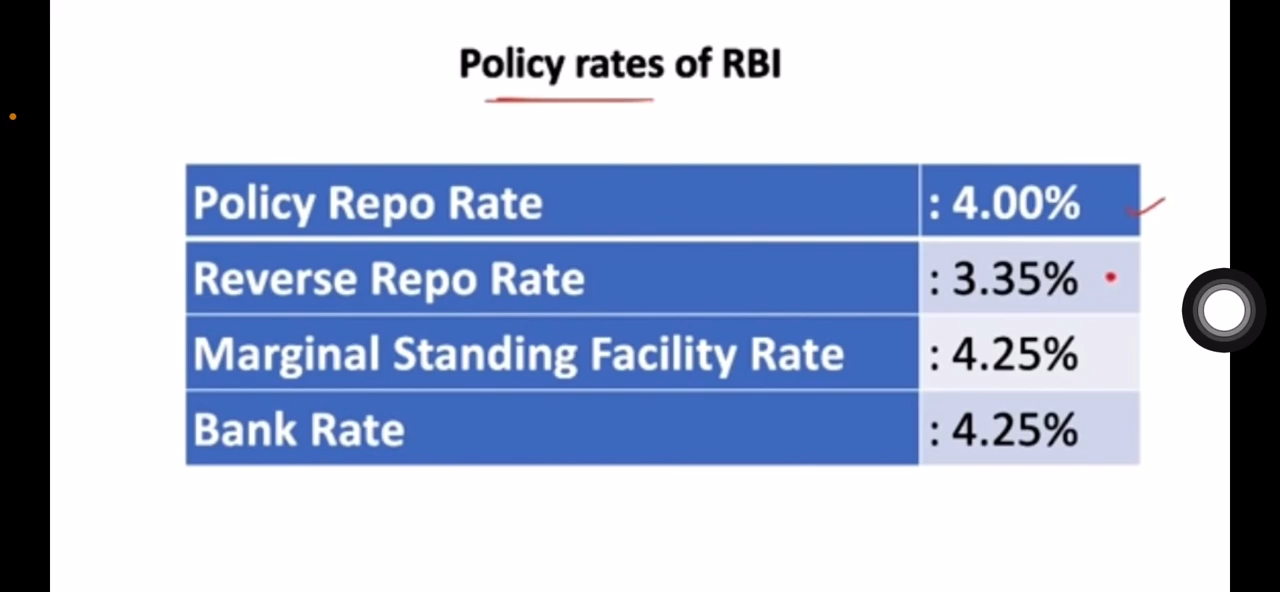 Policy rates of RBI
Policy Repo Rate : 4.00%
Reverse Repo Rate : 3.35%
Marginal Standing Facility Rate : 4.25%
Bank Rate : 4.25%